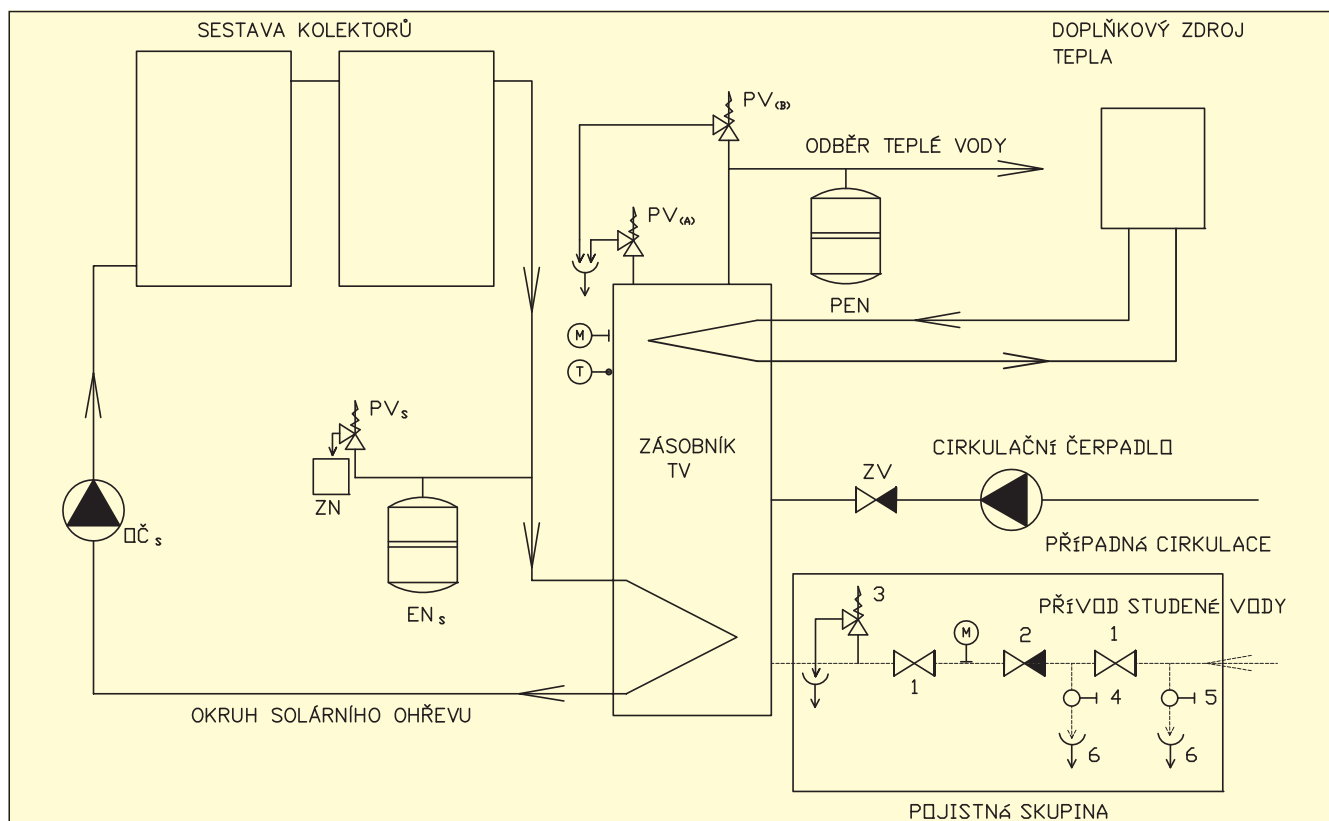 SESTAVA KOLEKTORŮ
DOPLŇKOVÝ ZDROJ
TEPLA
PV(B)
ODBĚR TEPLÉ VODY
PV(A)
PEN
M
T
PVs
ZÁSOBNÍK
TV
CIRKULAČNÍ ČERPADLO
ZV
ZN
OČs
PŘÍPADNÁ CIRKULACE
ENs
3
PŘÍVOD STUDENÉ VODY
M
2
1
1
4
5
OKRUH SOLÁRNÍHO OHŘEVU
6
6
POJISTNÁ SKUPINA